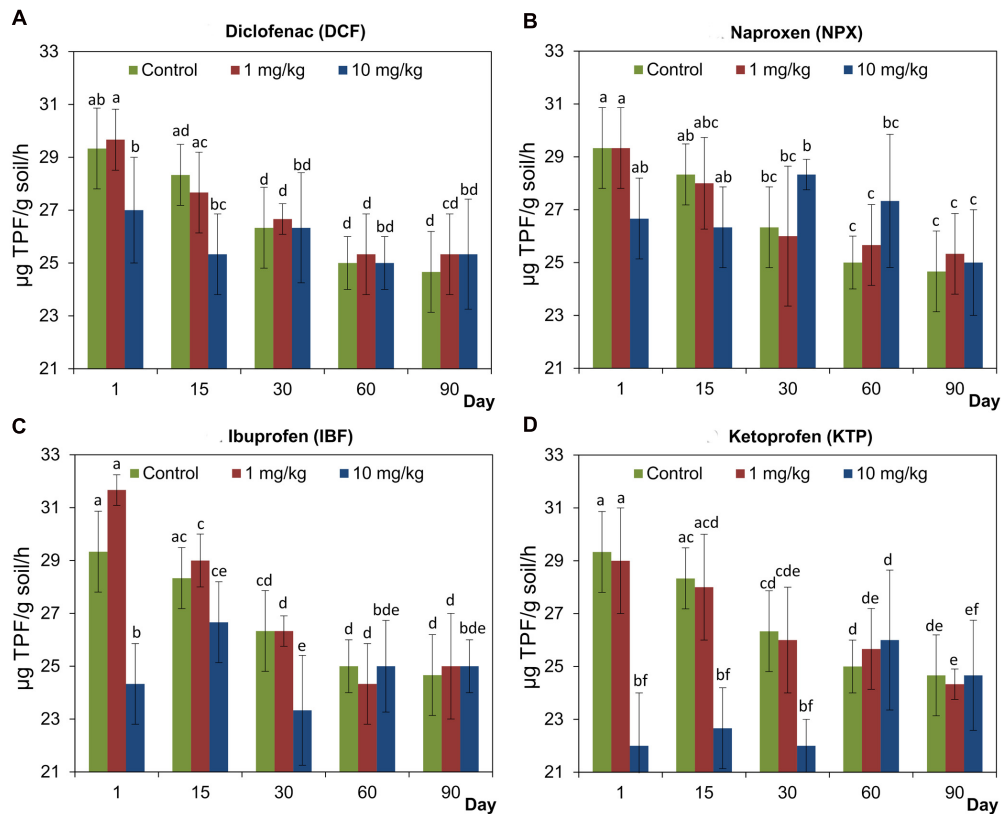 A
Diclofenac (DCF)
µg TPF/g soil/h
33
31
29
27
25
23
21
Control 1 mg/kg 10 mg/kg
ab a b
ad ac bc
d d bd
d d bd
d cd bd
1 15 30 60 90
Day
B
Naproxen (NPX)
µg TPF/g soil/h
33
31
29
27
25
23
21
Control 1 mg/kg 10 mg/kg
a a ab
ab abc ab
bc bc b
c c bc
c c c
1 15 30 60 90
Day
C
Ibuprofen (IBF)
µg TPF/g soil/h
33
31
29
27
25
23
21
Control 1 mg/kg 10 mg/kg
a a b
ac c ce
cd d e
d d bde
d d bde
1 15 30 60 90
Day
D
Ketoprofen (KTP)
µg TPF/g soil/h
33
31
29
27
25
23
21
Control 1 mg/kg 10 mg/kg
a a bf
ac acd bf
cd cde bf
d de d
de e ef
1 15 30 60 90
Day